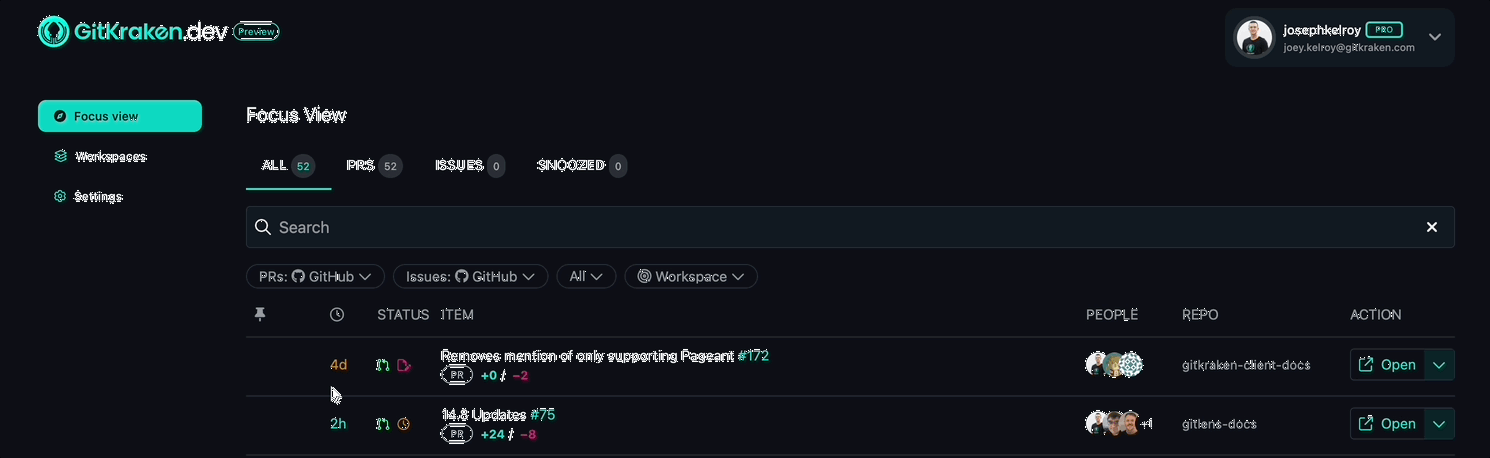 GitKraken.dev Preview
josephkelroy PRO
joey.kelroy@gitkraken.com
Focus view
Workspaces
Settings
Focus View
ALL 52 PRS 52 ISSUES 0 SNOOZED 0
Search
PRs: GitHub Issues: GitHub All Workspace
STATUS ITEM PEOPLE REPO ACTION
4d Removes mention of only supporting Pageant #172 gitkraken-client-docs Open
PR +0 / -2
2h 14.8 Updates #75 +4 gitlens-docs Open
PR +24 / -8